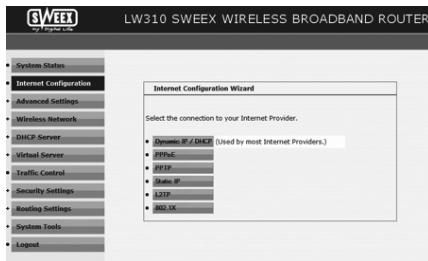 SWEEX
my Digital Life
LW310 SWEEX WIRELESS BROADBAND ROUTER
System Status
Internet Configuration
Advanced Settings
Wireless Network
DHCP Server
Virtual Server
Traffic Control
Security Settings
Routing Settings
System Tools
Logout
Internet Configuration Wizard
Select the connection to your Internet Provider.
Dynamic IP / DHCP (Used by most Internet Providers.)
PPPoE
PPTP
Static IP
L2TP
802.1X